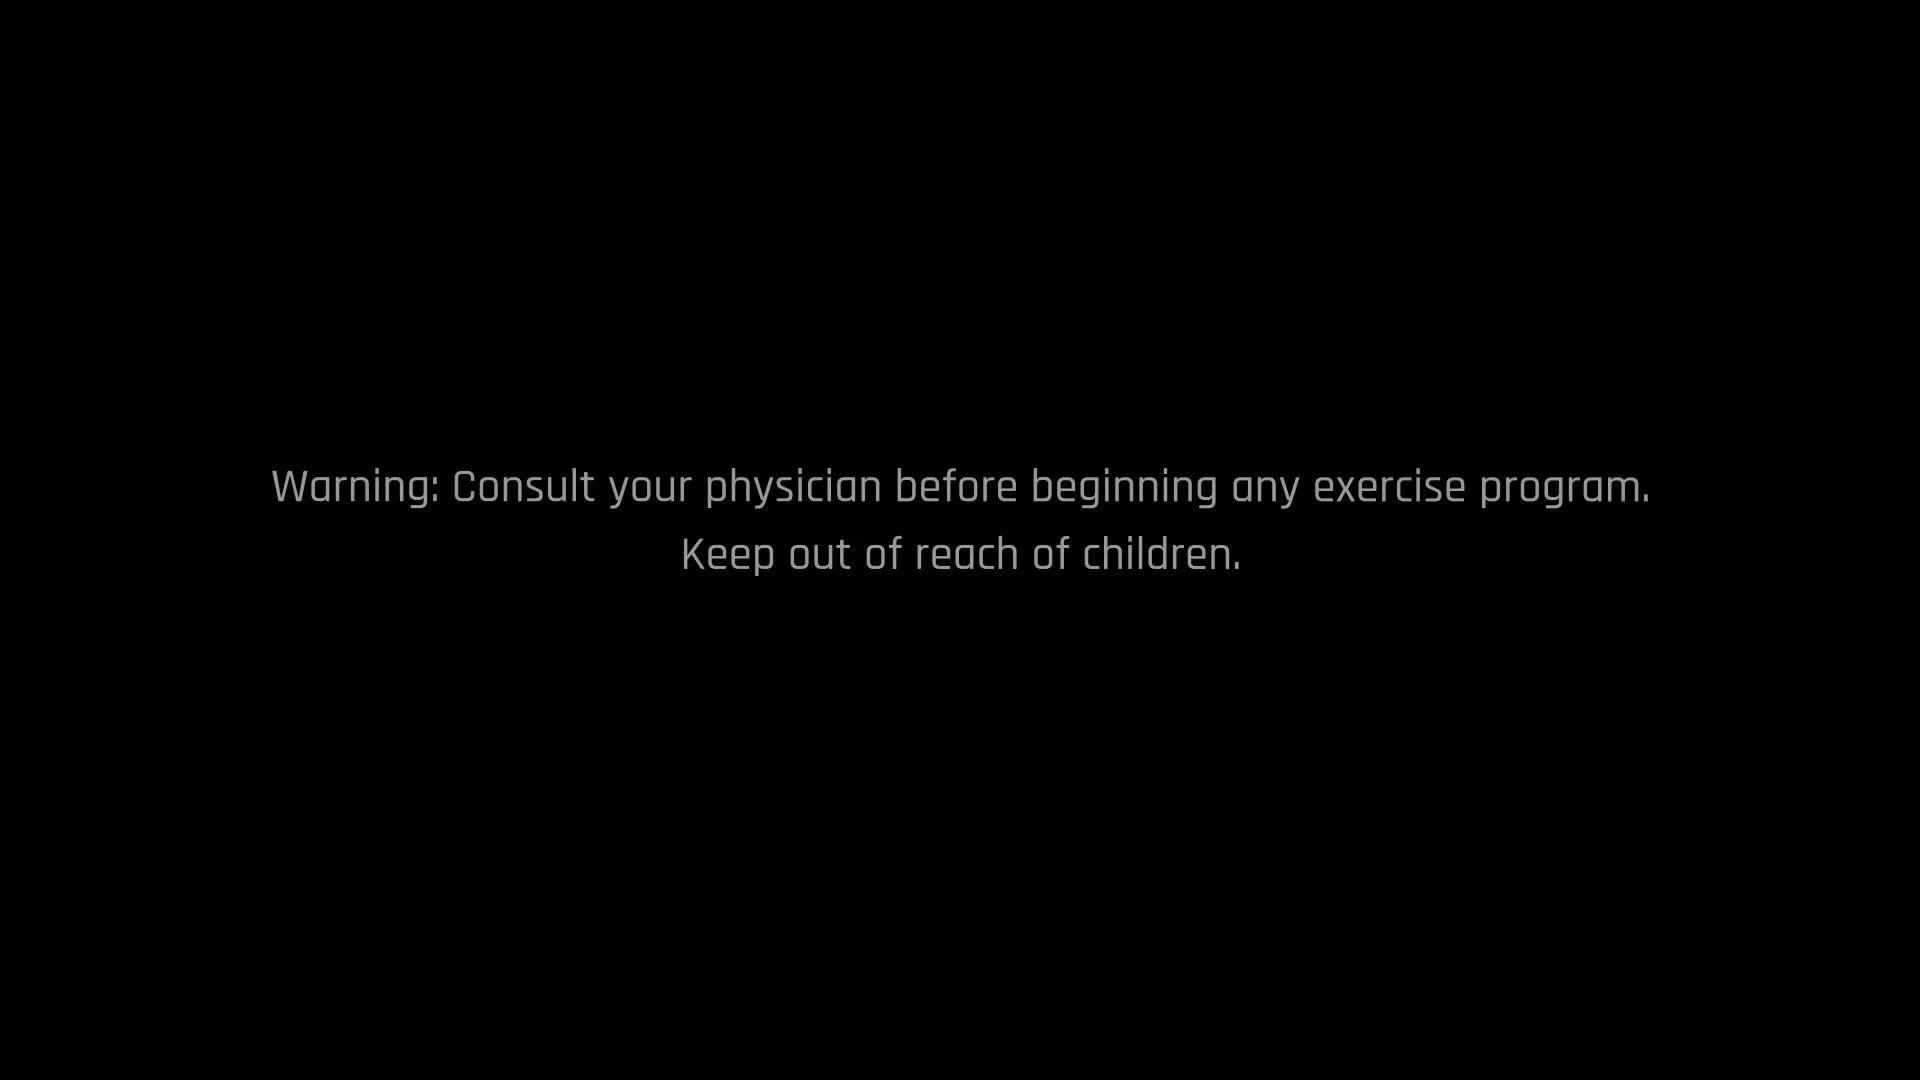 Warning: Consult your physician before beginning any exercise program.
Keep out of reach of children.